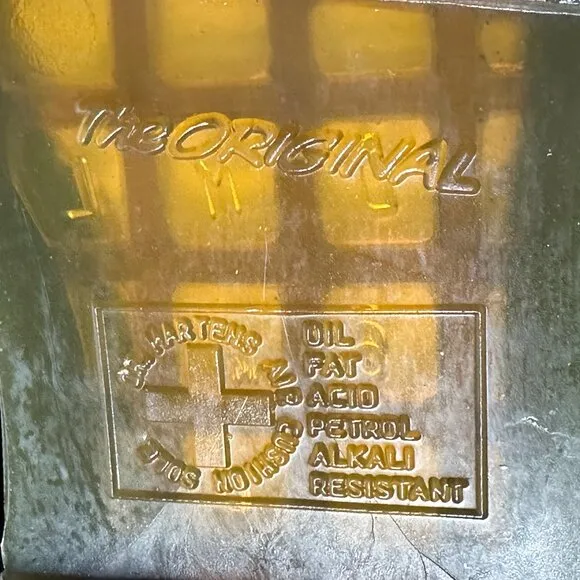 The ORIGINAL
Dr. MARTENS AIR CUSHION SOLE
OIL
FAT
ACID
PETROL
ALKALI
RESISTANT